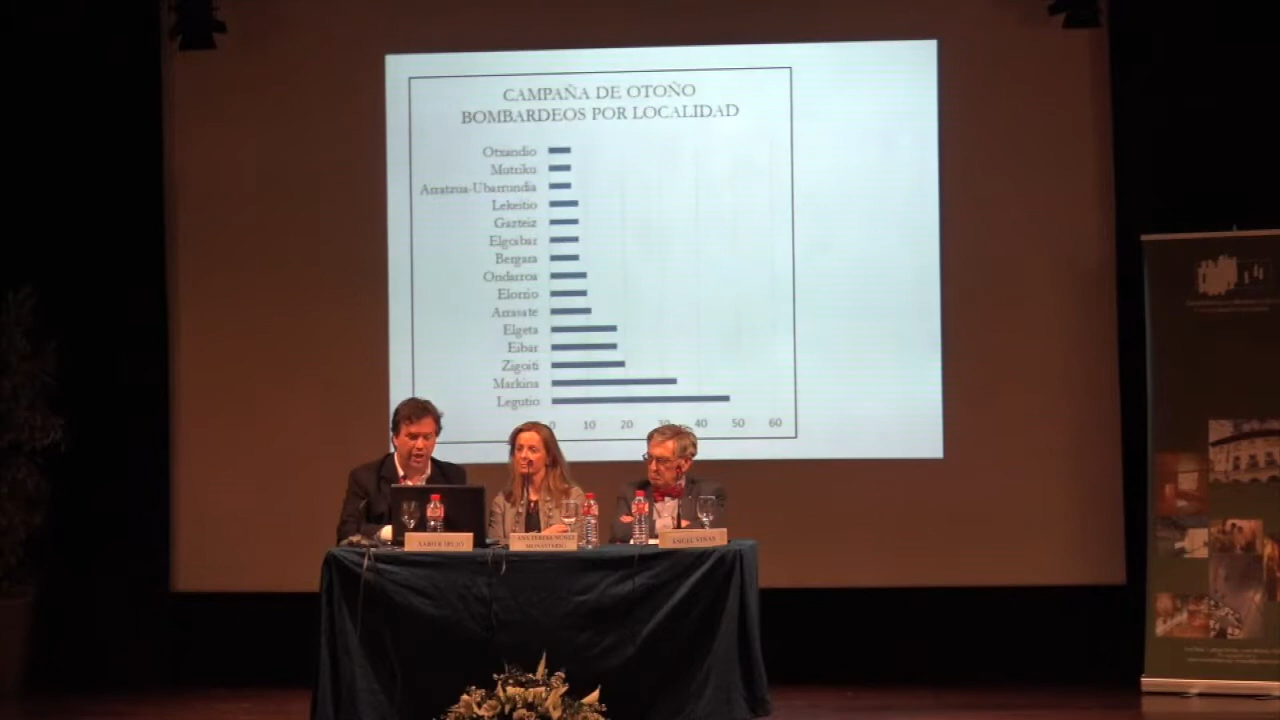 CAMPAÑA DE OTOÑO
BOMBARDEOS POR LOCALIDAD
Otxandio
Mutriku
Arratzua-Ubarrundia
Lekeitio
Gazteiz
Elgoibar
Bergara
Ondarroa
Elorrio
Arrasate
Elgeta
Eibar
Zigoiti
Markina
Legutio
0 10 20 30 40 50 60
XABIER IRUJO
ANA TERESA NÚÑEZ
MONASTERIO
ÁNGEL VIÑAS